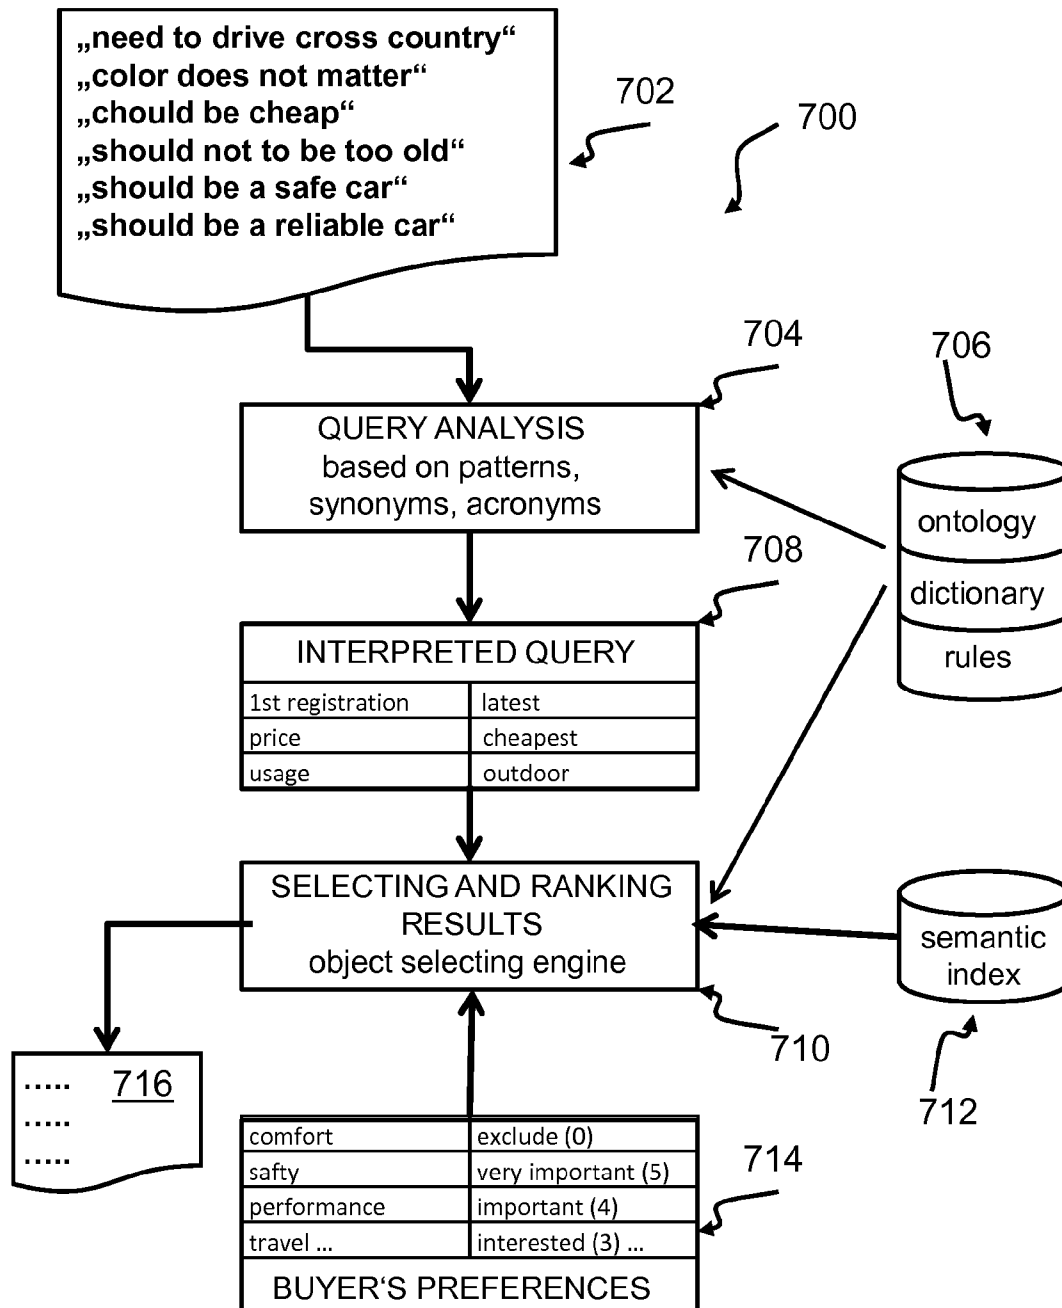 „need to drive cross country“
„color does not matter“
„chould be cheap“
„should not to be too old“
„should be a safe car“
„should be a reliable car“
702
700
704
706
QUERY ANALYSIS
based on patterns,
synonyms, acronyms
ontology
dictionary
rules
708
INTERPRETED QUERY
1st registration latest
price cheapest
usage outdoor
SELECTING AND RANKING
RESULTS
object selecting engine
semantic
index
710
712
716
.....
.....
.....
comfort exclude (0)
safty very important (5)
performance important (4)
travel ... interested (3) ...
BUYER‘S PREFERENCES
714